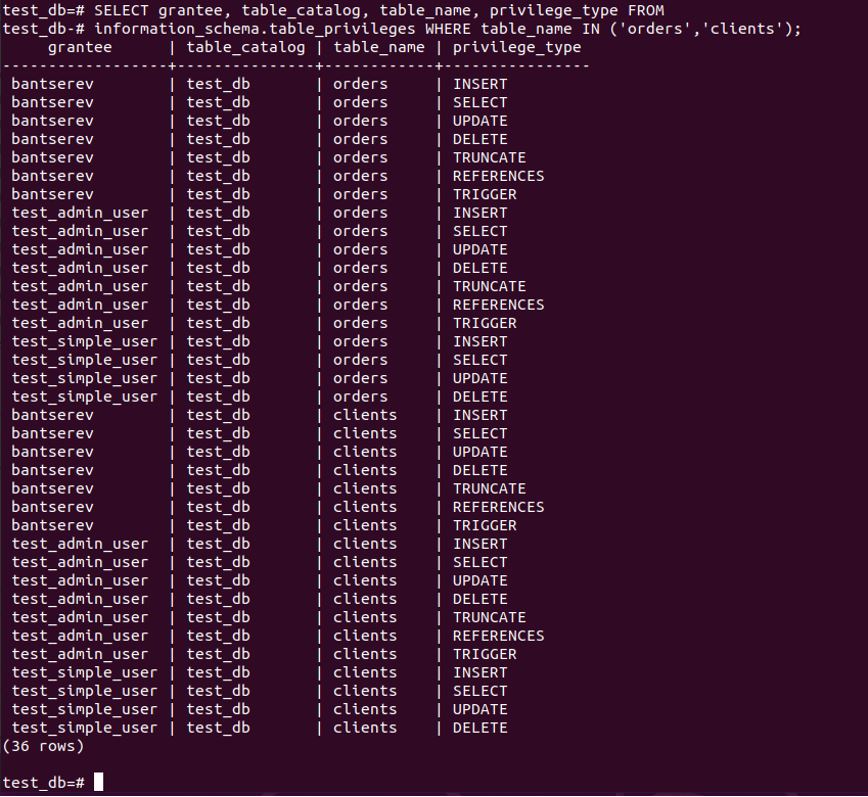 test_db=# SELECT grantee, table_catalog, table_name, privilege_type FROM
test_db-# information_schema.table_privileges WHERE table_name IN ('orders','clients');
     grantee      | table_catalog | table_name | privilege_type
------------------+---------------+------------+----------------
 bantserev        | test_db       | orders     | INSERT
 bantserev        | test_db       | orders     | SELECT
 bantserev        | test_db       | orders     | UPDATE
 bantserev        | test_db       | orders     | DELETE
 bantserev        | test_db       | orders     | TRUNCATE
 bantserev        | test_db       | orders     | REFERENCES
 bantserev        | test_db       | orders     | TRIGGER
 test_admin_user  | test_db       | orders     | INSERT
 test_admin_user  | test_db       | orders     | SELECT
 test_admin_user  | test_db       | orders     | UPDATE
 test_admin_user  | test_db       | orders     | DELETE
 test_admin_user  | test_db       | orders     | TRUNCATE
 test_admin_user  | test_db       | orders     | REFERENCES
 test_admin_user  | test_db       | orders     | TRIGGER
 test_simple_user | test_db       | orders     | INSERT
 test_simple_user | test_db       | orders     | SELECT
 test_simple_user | test_db       | orders     | UPDATE
 test_simple_user | test_db       | orders     | DELETE
 bantserev        | test_db       | clients    | INSERT
 bantserev        | test_db       | clients    | SELECT
 bantserev        | test_db       | clients    | UPDATE
 bantserev        | test_db       | clients    | DELETE
 bantserev        | test_db       | clients    | TRUNCATE
 bantserev        | test_db       | clients    | REFERENCES
 bantserev        | test_db       | clients    | TRIGGER
 test_admin_user  | test_db       | clients    | INSERT
 test_admin_user  | test_db       | clients    | SELECT
 test_admin_user  | test_db       | clients    | UPDATE
 test_admin_user  | test_db       | clients    | DELETE
 test_admin_user  | test_db       | clients    | TRUNCATE
 test_admin_user  | test_db       | clients    | REFERENCES
 test_admin_user  | test_db       | clients    | TRIGGER
 test_simple_user | test_db       | clients    | INSERT
 test_simple_user | test_db       | clients    | SELECT
 test_simple_user | test_db       | clients    | UPDATE
 test_simple_user | test_db       | clients    | DELETE
(36 rows)
test_db=#